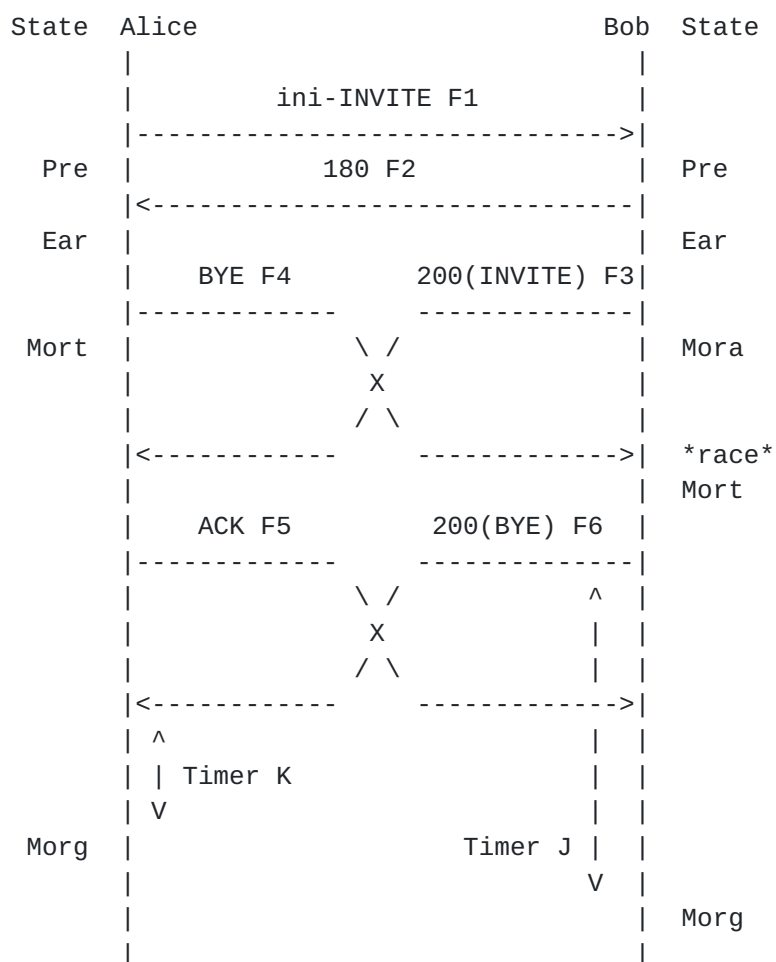 State  Alice                          Bob  State
       |                                |
       |         ini-INVITE F1          |
       |------------------------------->|
  Pre  |            180 F2              |  Pre
       |<-------------------------------|
  Ear  |                                |  Ear
       |    BYE F4        200(INVITE) F3|
       |-------------     --------------|
 Mort  |              \ /               |  Mora
       |               X                |
       |              / \               |
       |<------------     ------------->|  *race*
       |                                |  Mort
       |    ACK F5         200(BYE) F6  |
       |-------------     --------------|
       |              \ /            ^  |
       |               X             |  |
       |              / \            |  |
       |<------------     ------------->|
       | ^                           |  |
       | | Timer K                   |  |
       | V                           |  |
 Morg  |                     Timer J |  |
       |                             V  |
       |                                |  Morg
       |                                |